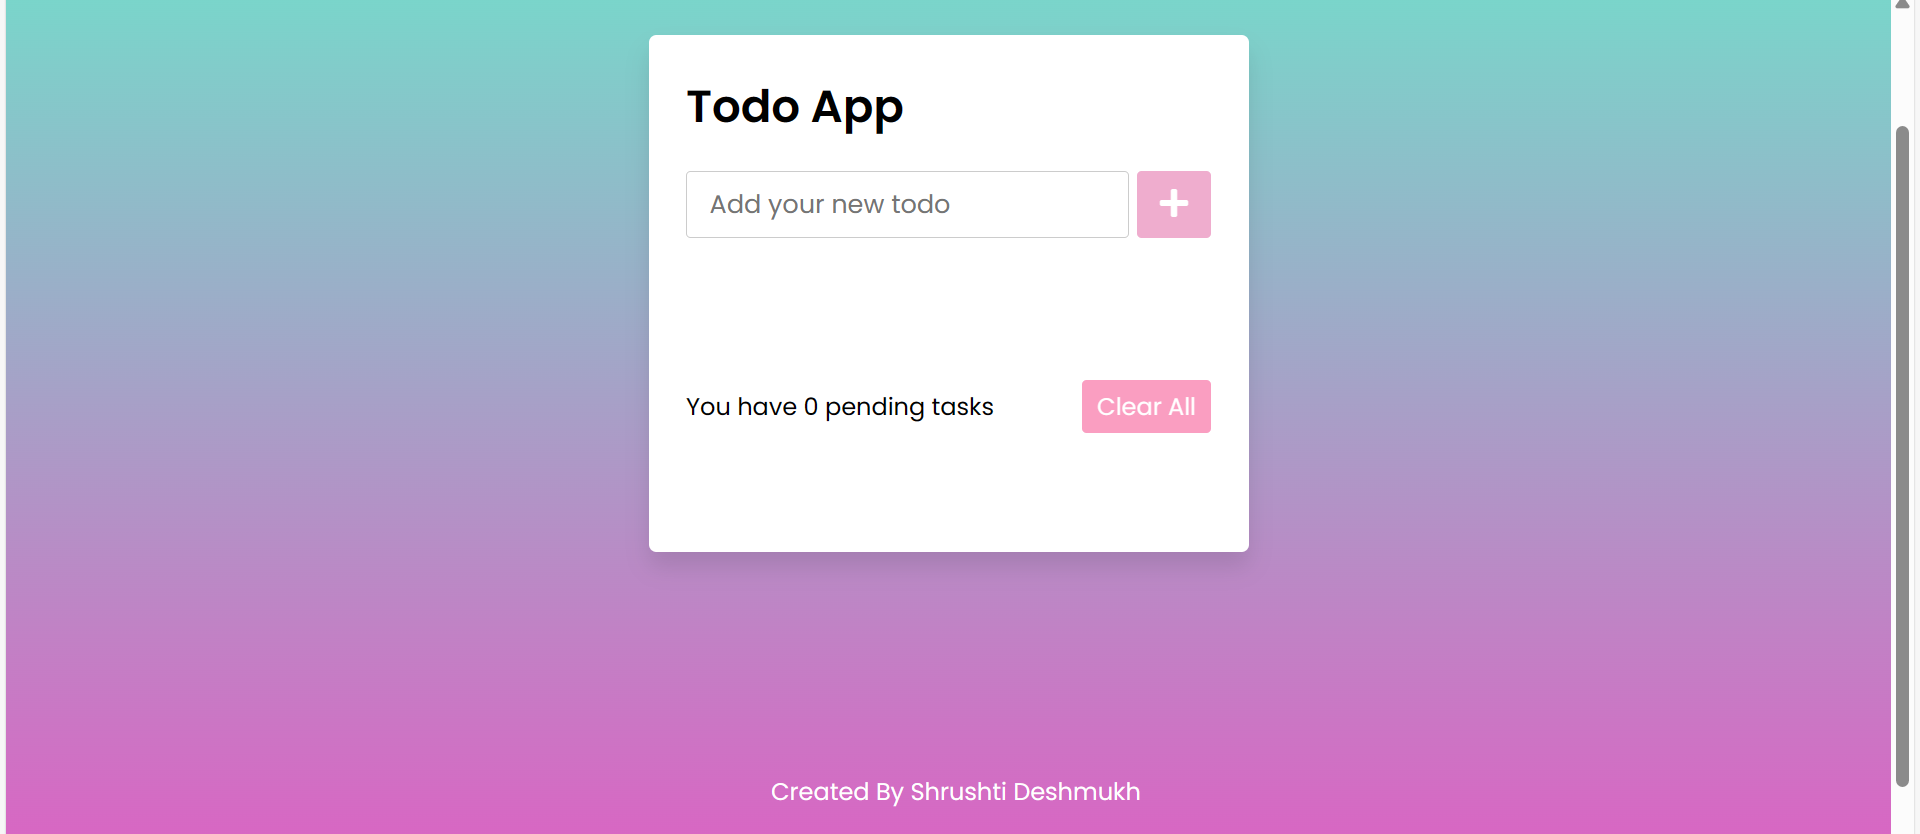 Todo App
Add your new todo
You have 0 pending tasks
Clear All
Created By Shrushti Deshmukh